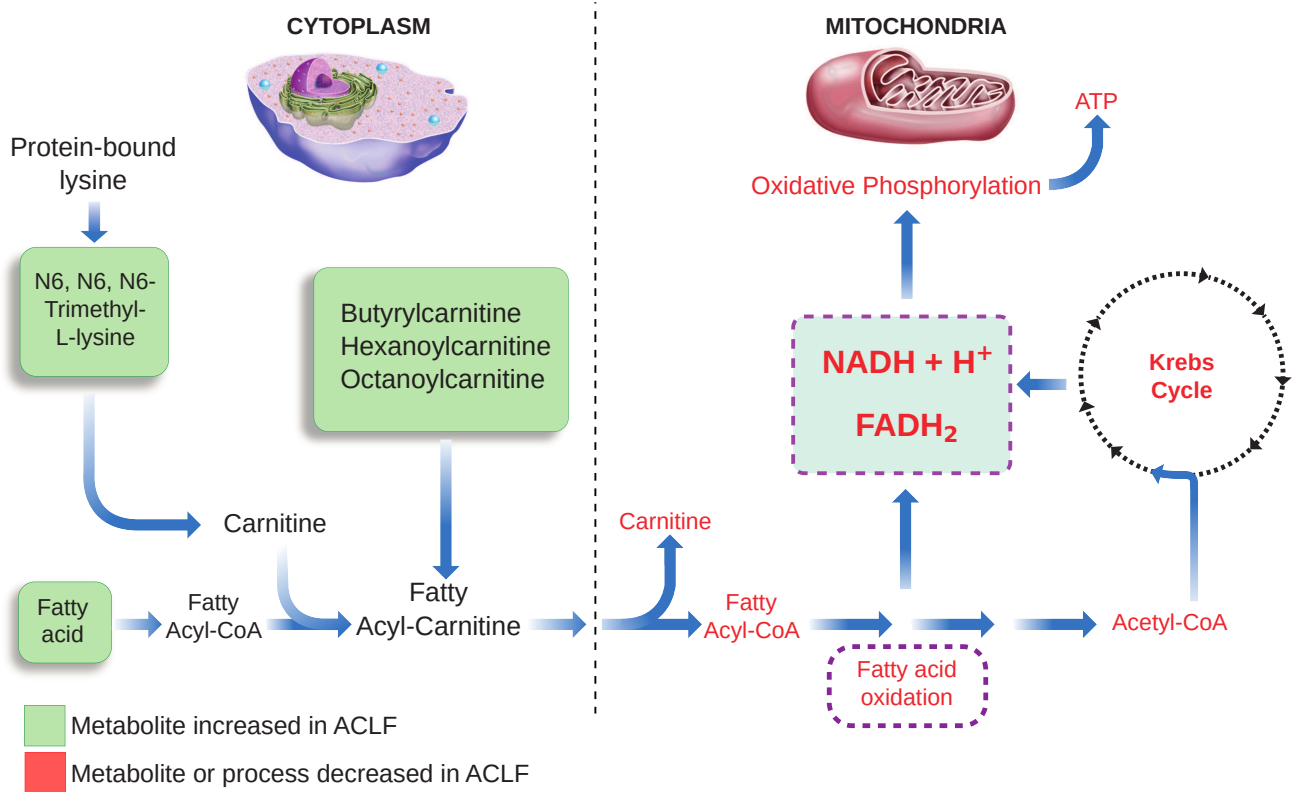 CYTOPLASM
MITOCHONDRIA
Protein-bound
lysine
N6, N6, N6-
Trimethyl-
L-lysine
Butyrylcarnitine
Hexanoylcarnitine
Octanoylcarnitine
Carnitine
Fatty
acid
Fatty
Acyl-CoA
Fatty
Acyl-Carnitine
ATP
Oxidative Phosphorylation
NADH + H⁺
FADH₂
Krebs
Cycle
Carnitine
Fatty
Acyl-CoA
Fatty acid
oxidation
Acetyl-CoA
Metabolite increased in ACLF
Metabolite or process decreased in ACLF